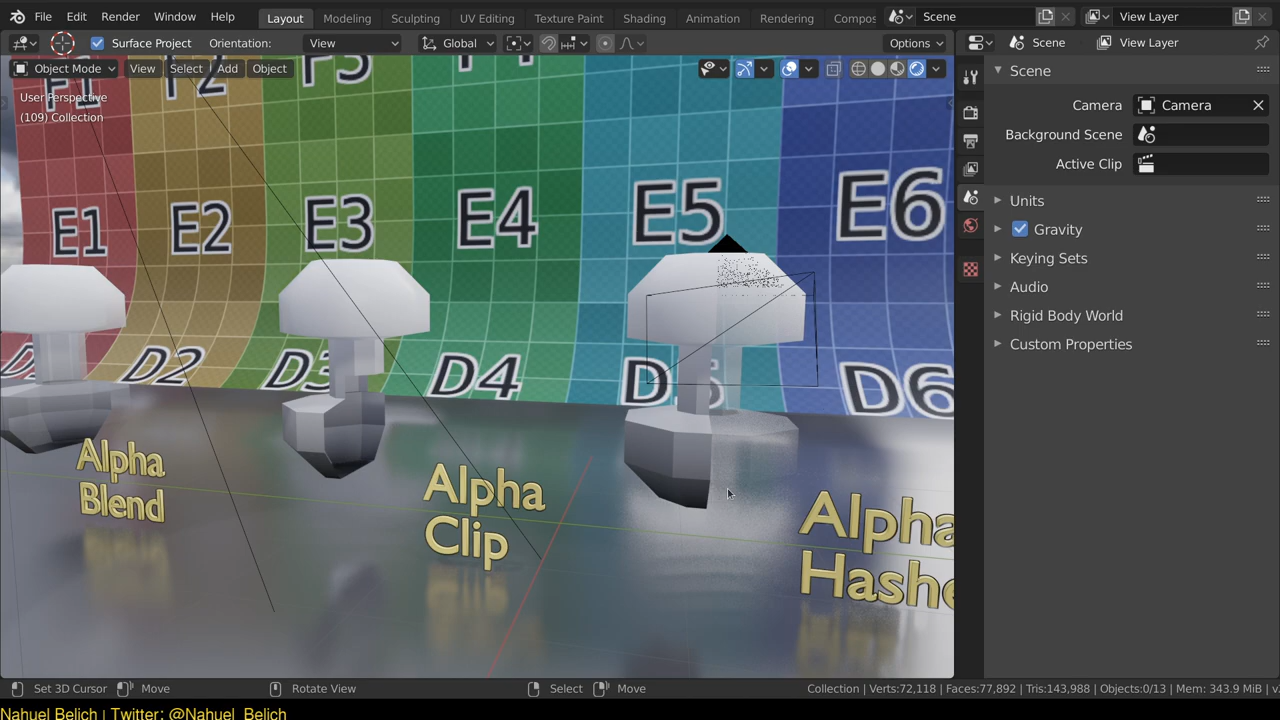 File Edit Render Window Help Layout Modeling Sculpting UV Editing Texture Paint Shading Animation Rendering Compos Scene View Layer
Surface Project Orientation: View Global Options Scene View Layer
Object Mode View Select Add Object
User Perspective
(109) Collection
Scene
Camera Camera
Background Scene
Active Clip
Units
Gravity
Keying Sets
Audio
Rigid Body World
Custom Properties
F1 F2 F3
E1 E2 E3 E4 E5 E6
D2 D3 D4 D5 D6
Alpha
Blend
Alpha
Clip
Alpha
Hashe
Set 3D Cursor Move Rotate View Select Move Collection | Verts:72,118 | Faces:77,892 | Tris:143,988 | Objects:0/13 | Mem: 343.9 MiB | v
Nahuel Belich | Twitter: @Nahuel_Belich